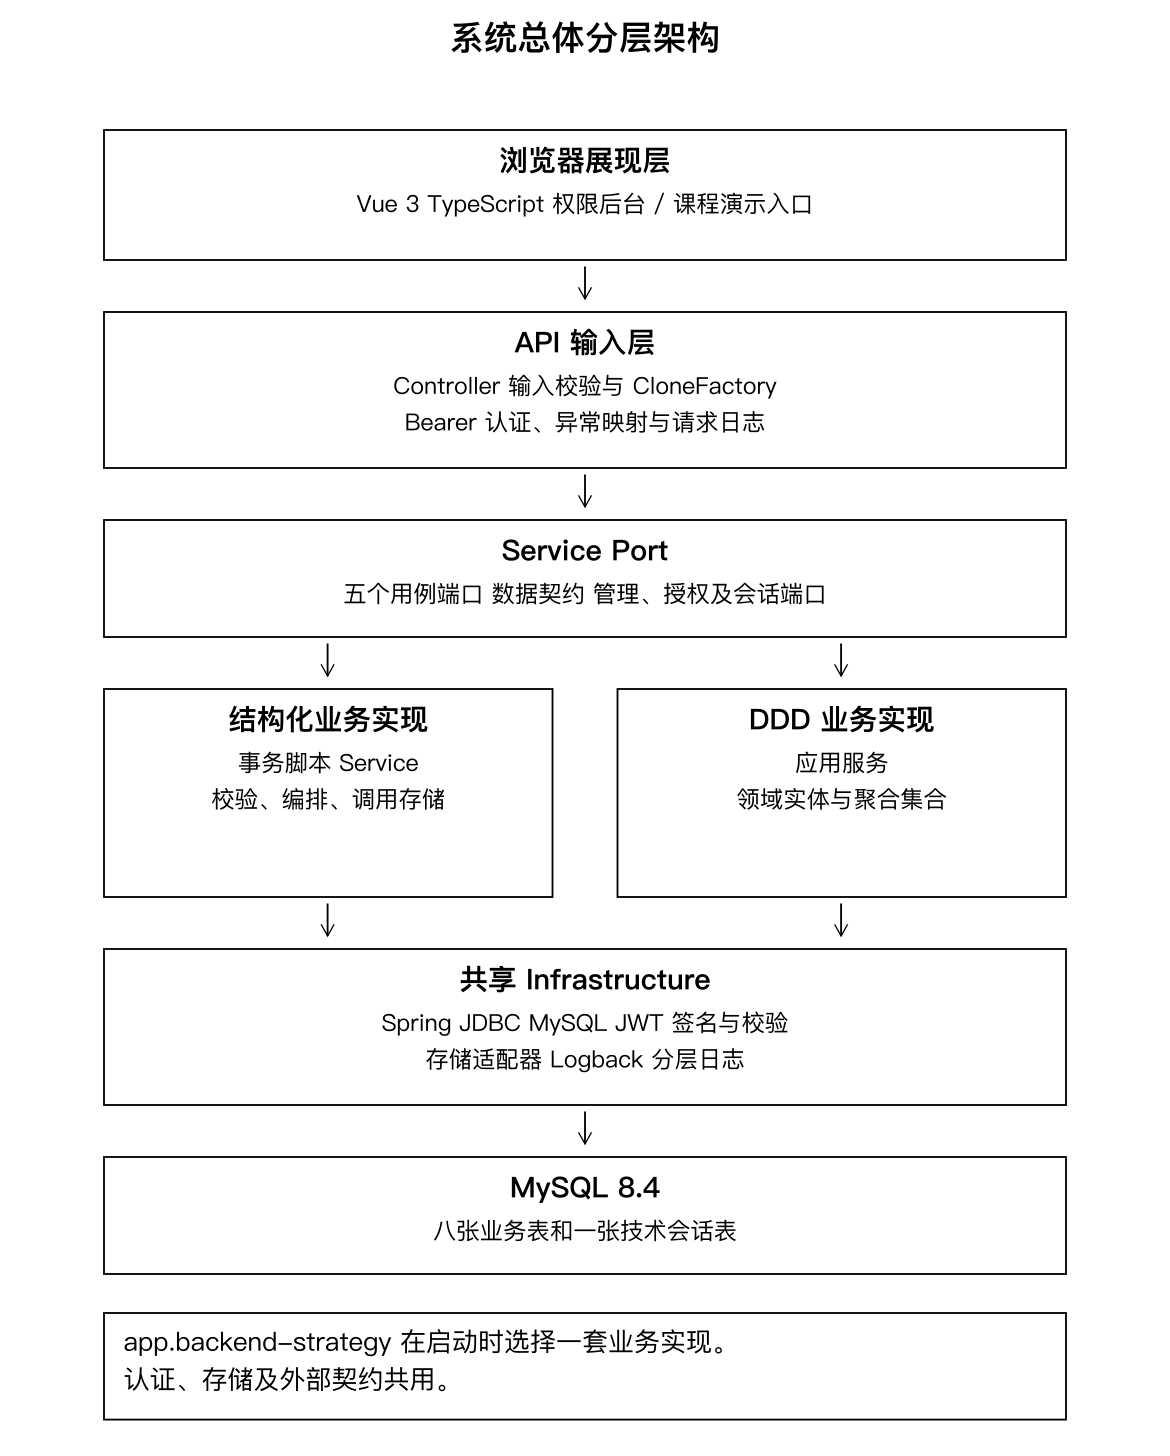 系统总体分层架构
浏览器展现层
Vue 3 TypeScript 权限后台 / 课程演示入口
API 输入层
Controller 输入校验与 CloneFactory
Bearer 认证、异常映射与请求日志
Service Port
五个用例端口 数据契约 管理、授权及会话端口
结构化业务实现
事务脚本 Service
校验、编排、调用存储
DDD 业务实现
应用服务
领域实体与聚合集合
共享 Infrastructure
Spring JDBC MySQL JWT 签名与校验
存储适配器 Logback 分层日志
MySQL 8.4
八张业务表和一张技术会话表
app.backend-strategy 在启动时选择一套业务实现。
认证、存储及外部契约共用。